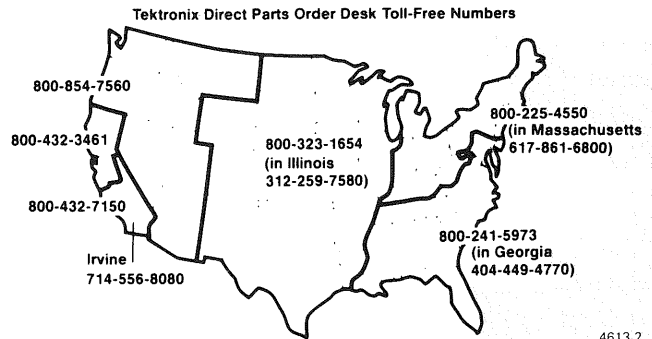 Tektronix Direct Parts Order Desk Toll-Free Numbers
800-854-7560
800-225-4550
(in Massachusetts
617-861-6800)
800-432-3461
800-323-1654
(in Illinois
312-259-7580)
800-432-7150
800-241-5973
(in Georgia
404-449-4770)
Irvine
714-556-8080
4613-2